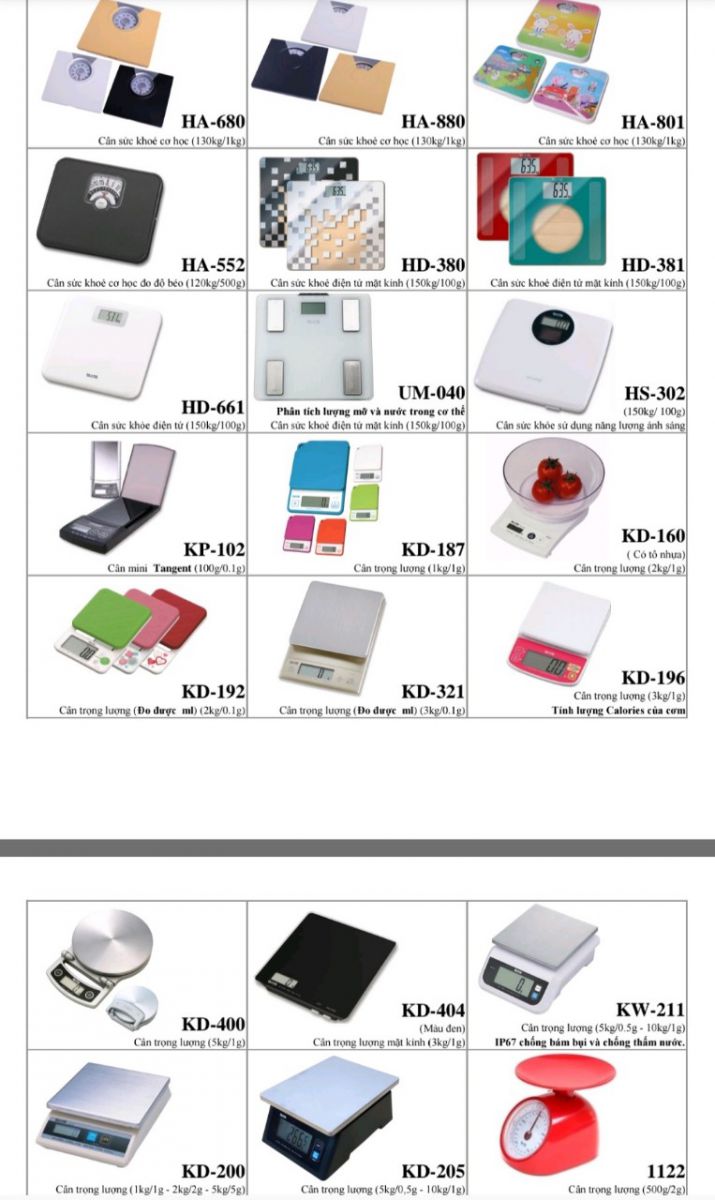 HA-680
Cân sức khoẻ cơ học (130kg/1kg)
HA-880
Cân sức khoẻ cơ học (130kg/1kg)
HA-801
Cân sức khoẻ cơ học (130kg/1kg)
HA-552
Cân sức khoẻ cơ học đo độ béo (120kg/500g)
HD-380
Cân sức khoẻ điện tử mặt kính (150kg/100g)
HD-381
Cân sức khoẻ điện tử mặt kính (150kg/100g)
HD-661
Cân sức khỏe điện tử (150kg/100g)
UM-040
Phân tích lượng mỡ và nước trong cơ thể
Cân sức khoẻ điện tử mặt kính (150kg/100g)
HS-302
(150kg/ 100g)
Cân sức khỏe sử dụng năng lượng ánh sáng
KP-102
Cân mini Tangent (100g/0.1g)
KD-187
Cân trọng lượng (1kg/1g)
KD-160
( Có tô nhựa)
Cân trọng lượng (2kg/1g)
KD-192
Cân trọng lượng (Đo được ml) (2kg/0.1g)
KD-321
Cân trọng lượng (Đo được ml) (3kg/0.1g)
KD-196
Cân trọng lượng (3kg/1g)
Tính lượng Calories của cơm
KD-400
Cân trọng lượng (5kg/1g)
KD-404
(Màu đen)
Cân trọng lượng mặt kính (3kg/1g)
KW-211
Cân trọng lượng (5kg/0.5g - 10kg/1g)
IP67 chống bám bụi và chống thấm nước.
KD-200
Cân trọng lượng (1kg/1g - 2kg/2g - 5kg/5g)
KD-205
Cân trọng lượng (5kg/0,5g - 10kg/1g)
1122
Cân trọng lượng (500g/2g)